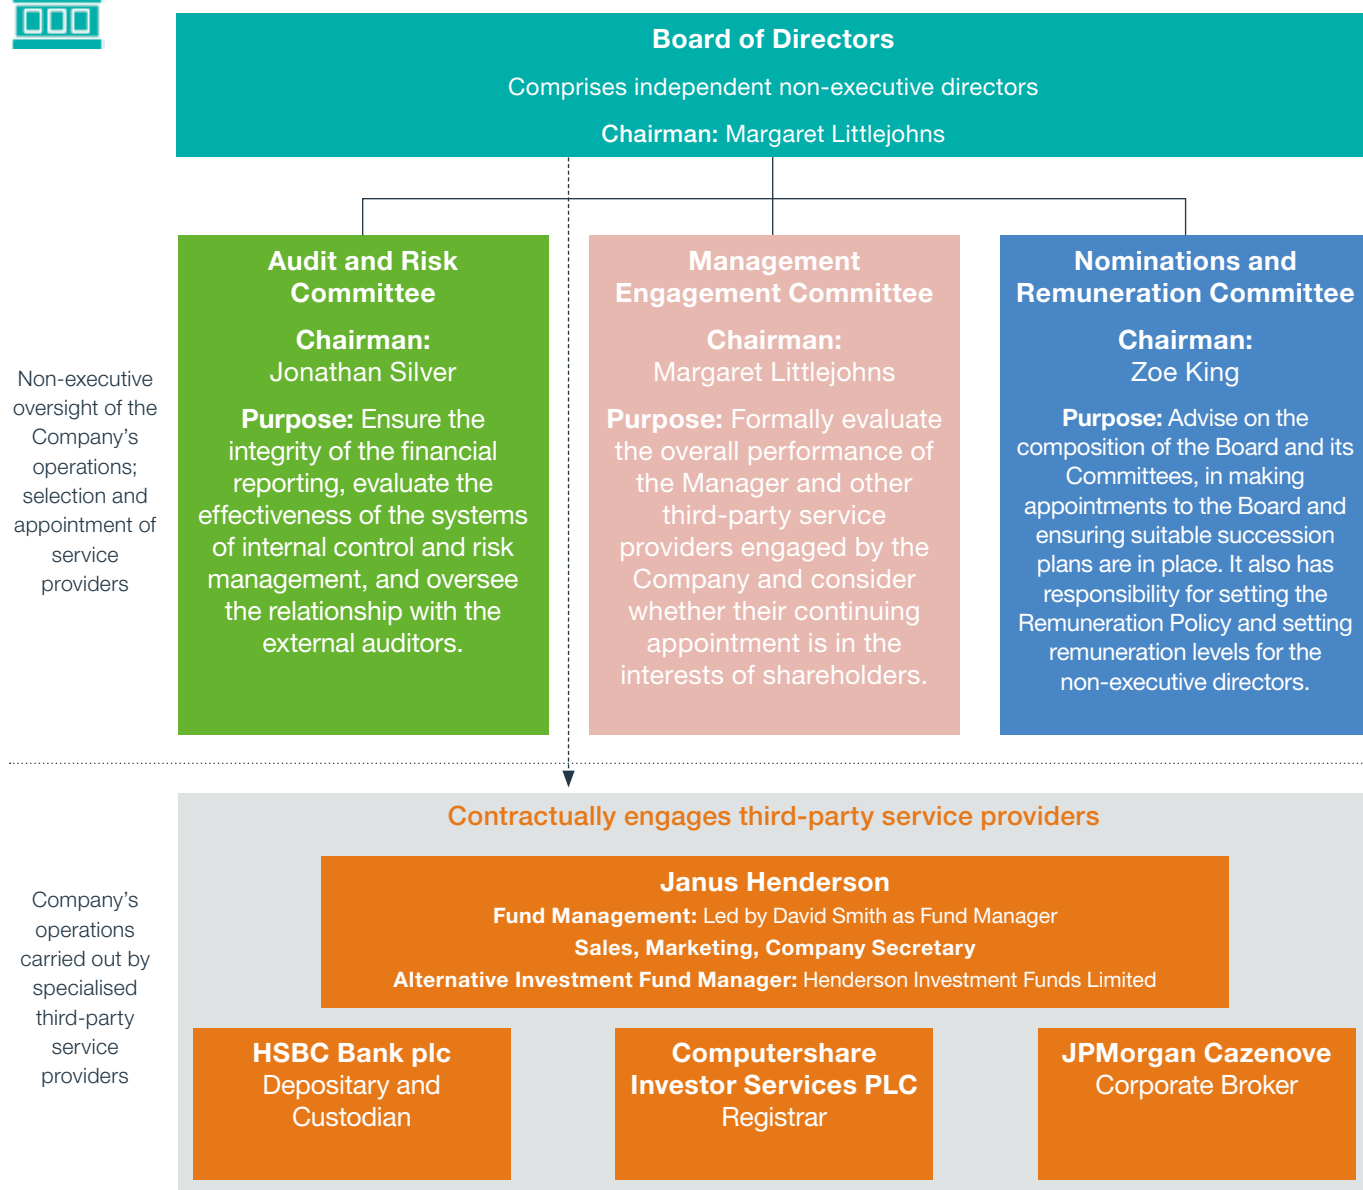 Board of Directors
Comprises independent non-executive directors
Chairman: Margaret Littlejohns
Non-executive
oversight of the
Company’s
operations;
selection and
appointment of
service
providers
Audit and Risk
Committee
Chairman:
Jonathan Silver
Purpose: Ensure the
integrity of the financial
reporting, evaluate the
effectiveness of the systems
of internal control and risk
management, and oversee
the relationship with the
external auditors.
Management
Engagement Committee
Chairman:
Margaret Littlejohns
Purpose: Formally evaluate
the overall performance of
the Manager and other
third-party service
providers engaged by the
Company and consider
whether their continuing
appointment is in the
interests of shareholders.
Nominations and
Remuneration Committee
Chairman:
Zoe King
Purpose: Advise on the
composition of the Board and its
Committees, in making
appointments to the Board and
ensuring suitable succession
plans are in place. It also has
responsibility for setting the
Remuneration Policy and setting
remuneration levels for the
non-executive directors.
Company’s
operations
carried out by
specialised
third-party
service
providers
Contractually engages third-party service providers
Janus Henderson
Fund Management: Led by David Smith as Fund Manager
Sales, Marketing, Company Secretary
Alternative Investment Fund Manager: Henderson Investment Funds Limited
HSBC Bank plc
Depositary and
Custodian
Computershare
Investor Services PLC
Registrar
JPMorgan Cazenove
Corporate Broker